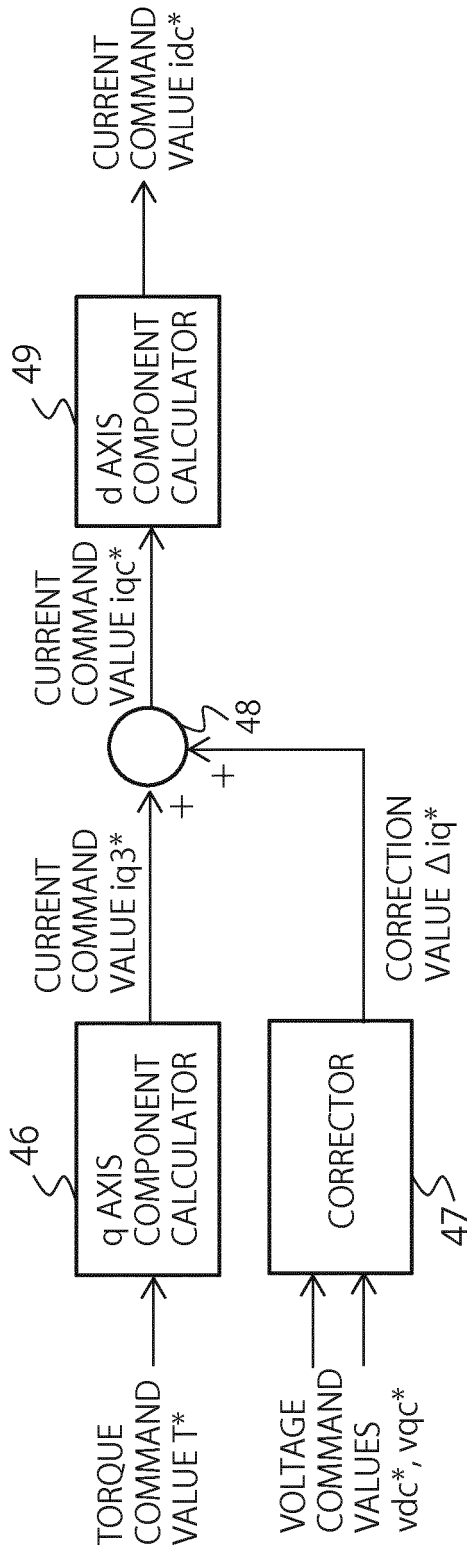 TORQUE
COMMAND
VALUE T*
46
q AXIS
COMPONENT
CALCULATOR
CURRENT
COMMAND
VALUE iq3*
+
+
48
CURRENT
COMMAND
VALUE iqc*
49
d AXIS
COMPONENT
CALCULATOR
CURRENT
COMMAND
VALUE idc*
VOLTAGE
COMMAND
VALUES
vdc*, vqc*
CORRECTOR
47
CORRECTION
VALUE Δiq*